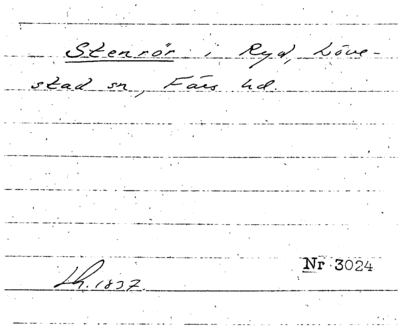 Stenrör i Ryd, Löve-
stad sn, Färs hd.
Nr 3024
Lh. 1837.